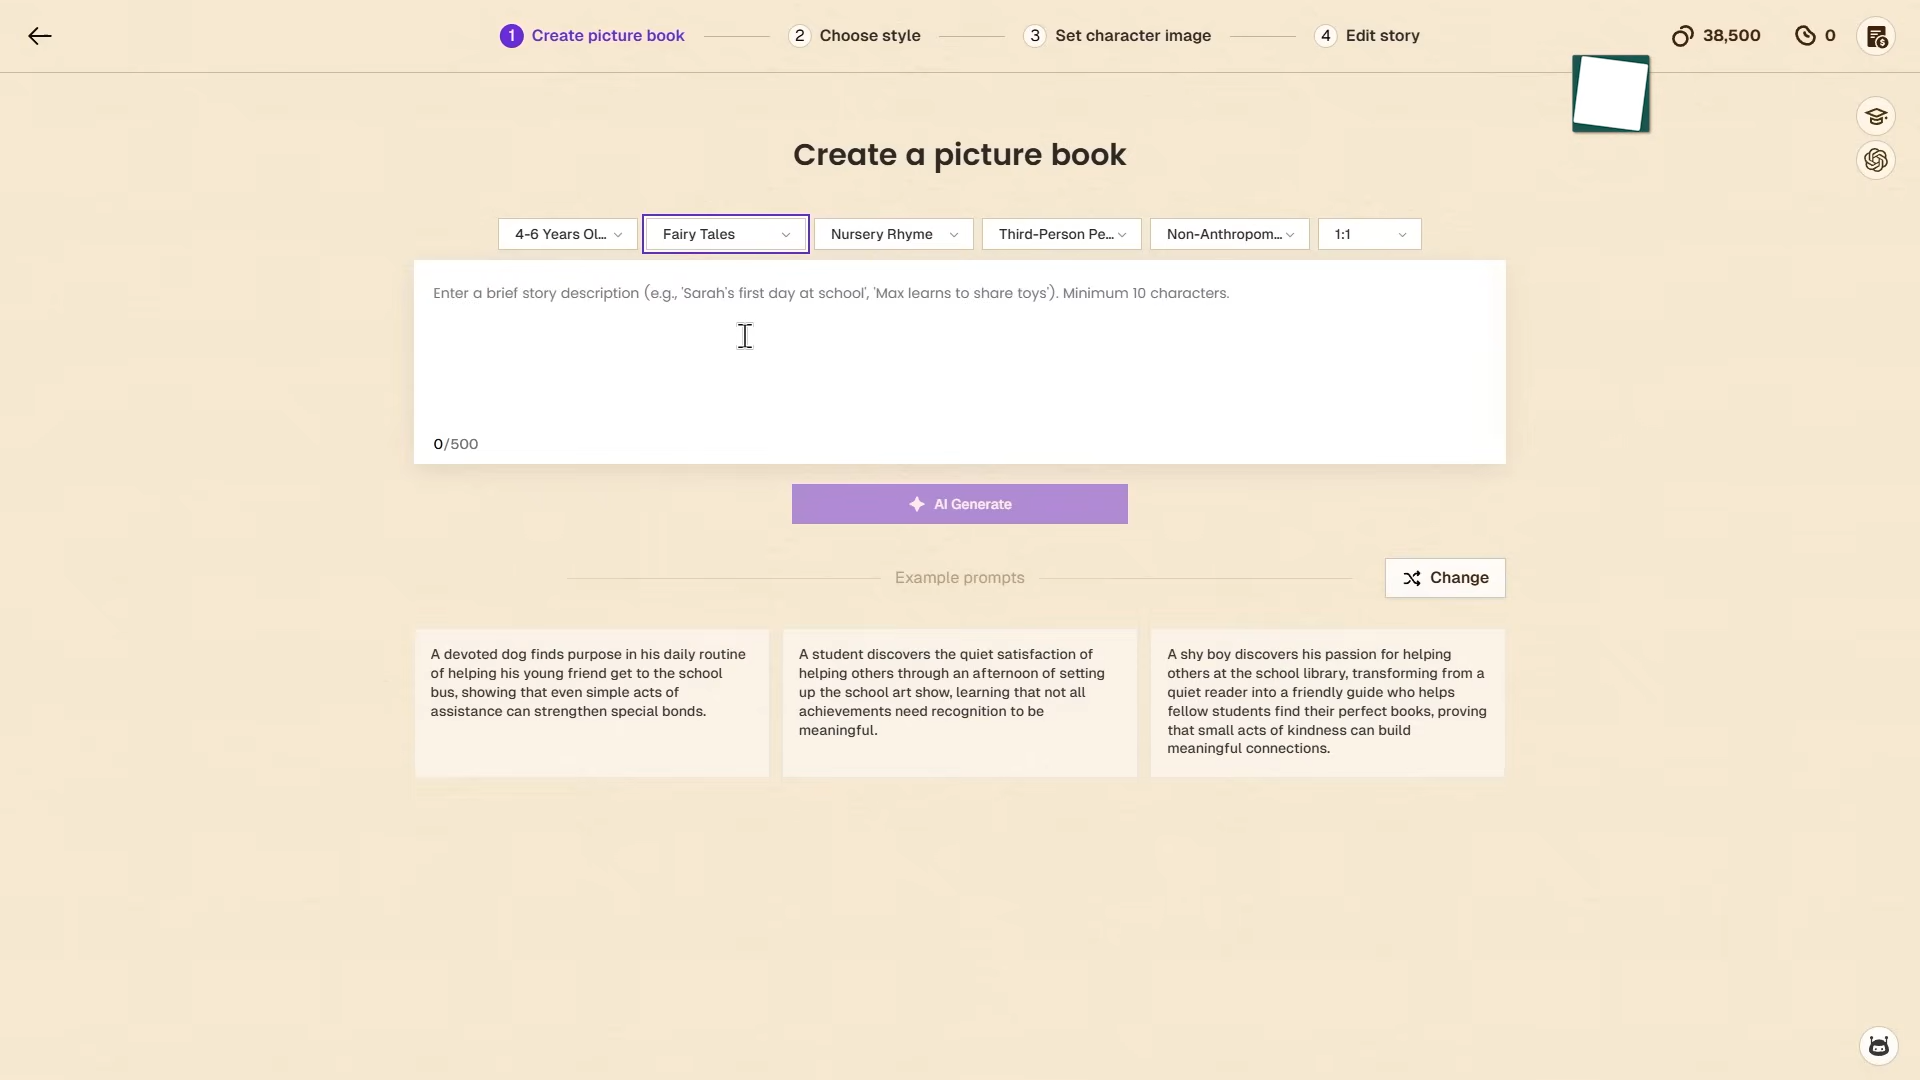 1 Create picture book
2 Choose style
3 Set character image
4 Edit story
38,500
0
Create a picture book
4-6 Years Ol...
Fairy Tales
Nursery Rhyme
Third-Person Pe...
Non-Anthropom...
1:1
Enter a brief story description (e.g., 'Sarah's first day at school', 'Max learns to share toys'). Minimum 10 characters.
0/500
AI Generate
Example prompts
Change
A devoted dog finds purpose in his daily routine
of helping his young friend get to the school
bus, showing that even simple acts of
assistance can strengthen special bonds.
A student discovers the quiet satisfaction of
helping others through an afternoon of setting
up the school art show, learning that not all
achievements need recognition to be
meaningful.
A shy boy discovers his passion for helping
others at the school library, transforming from a
quiet reader into a friendly guide who helps
fellow students find their perfect books, proving
that small acts of kindness can build
meaningful connections.